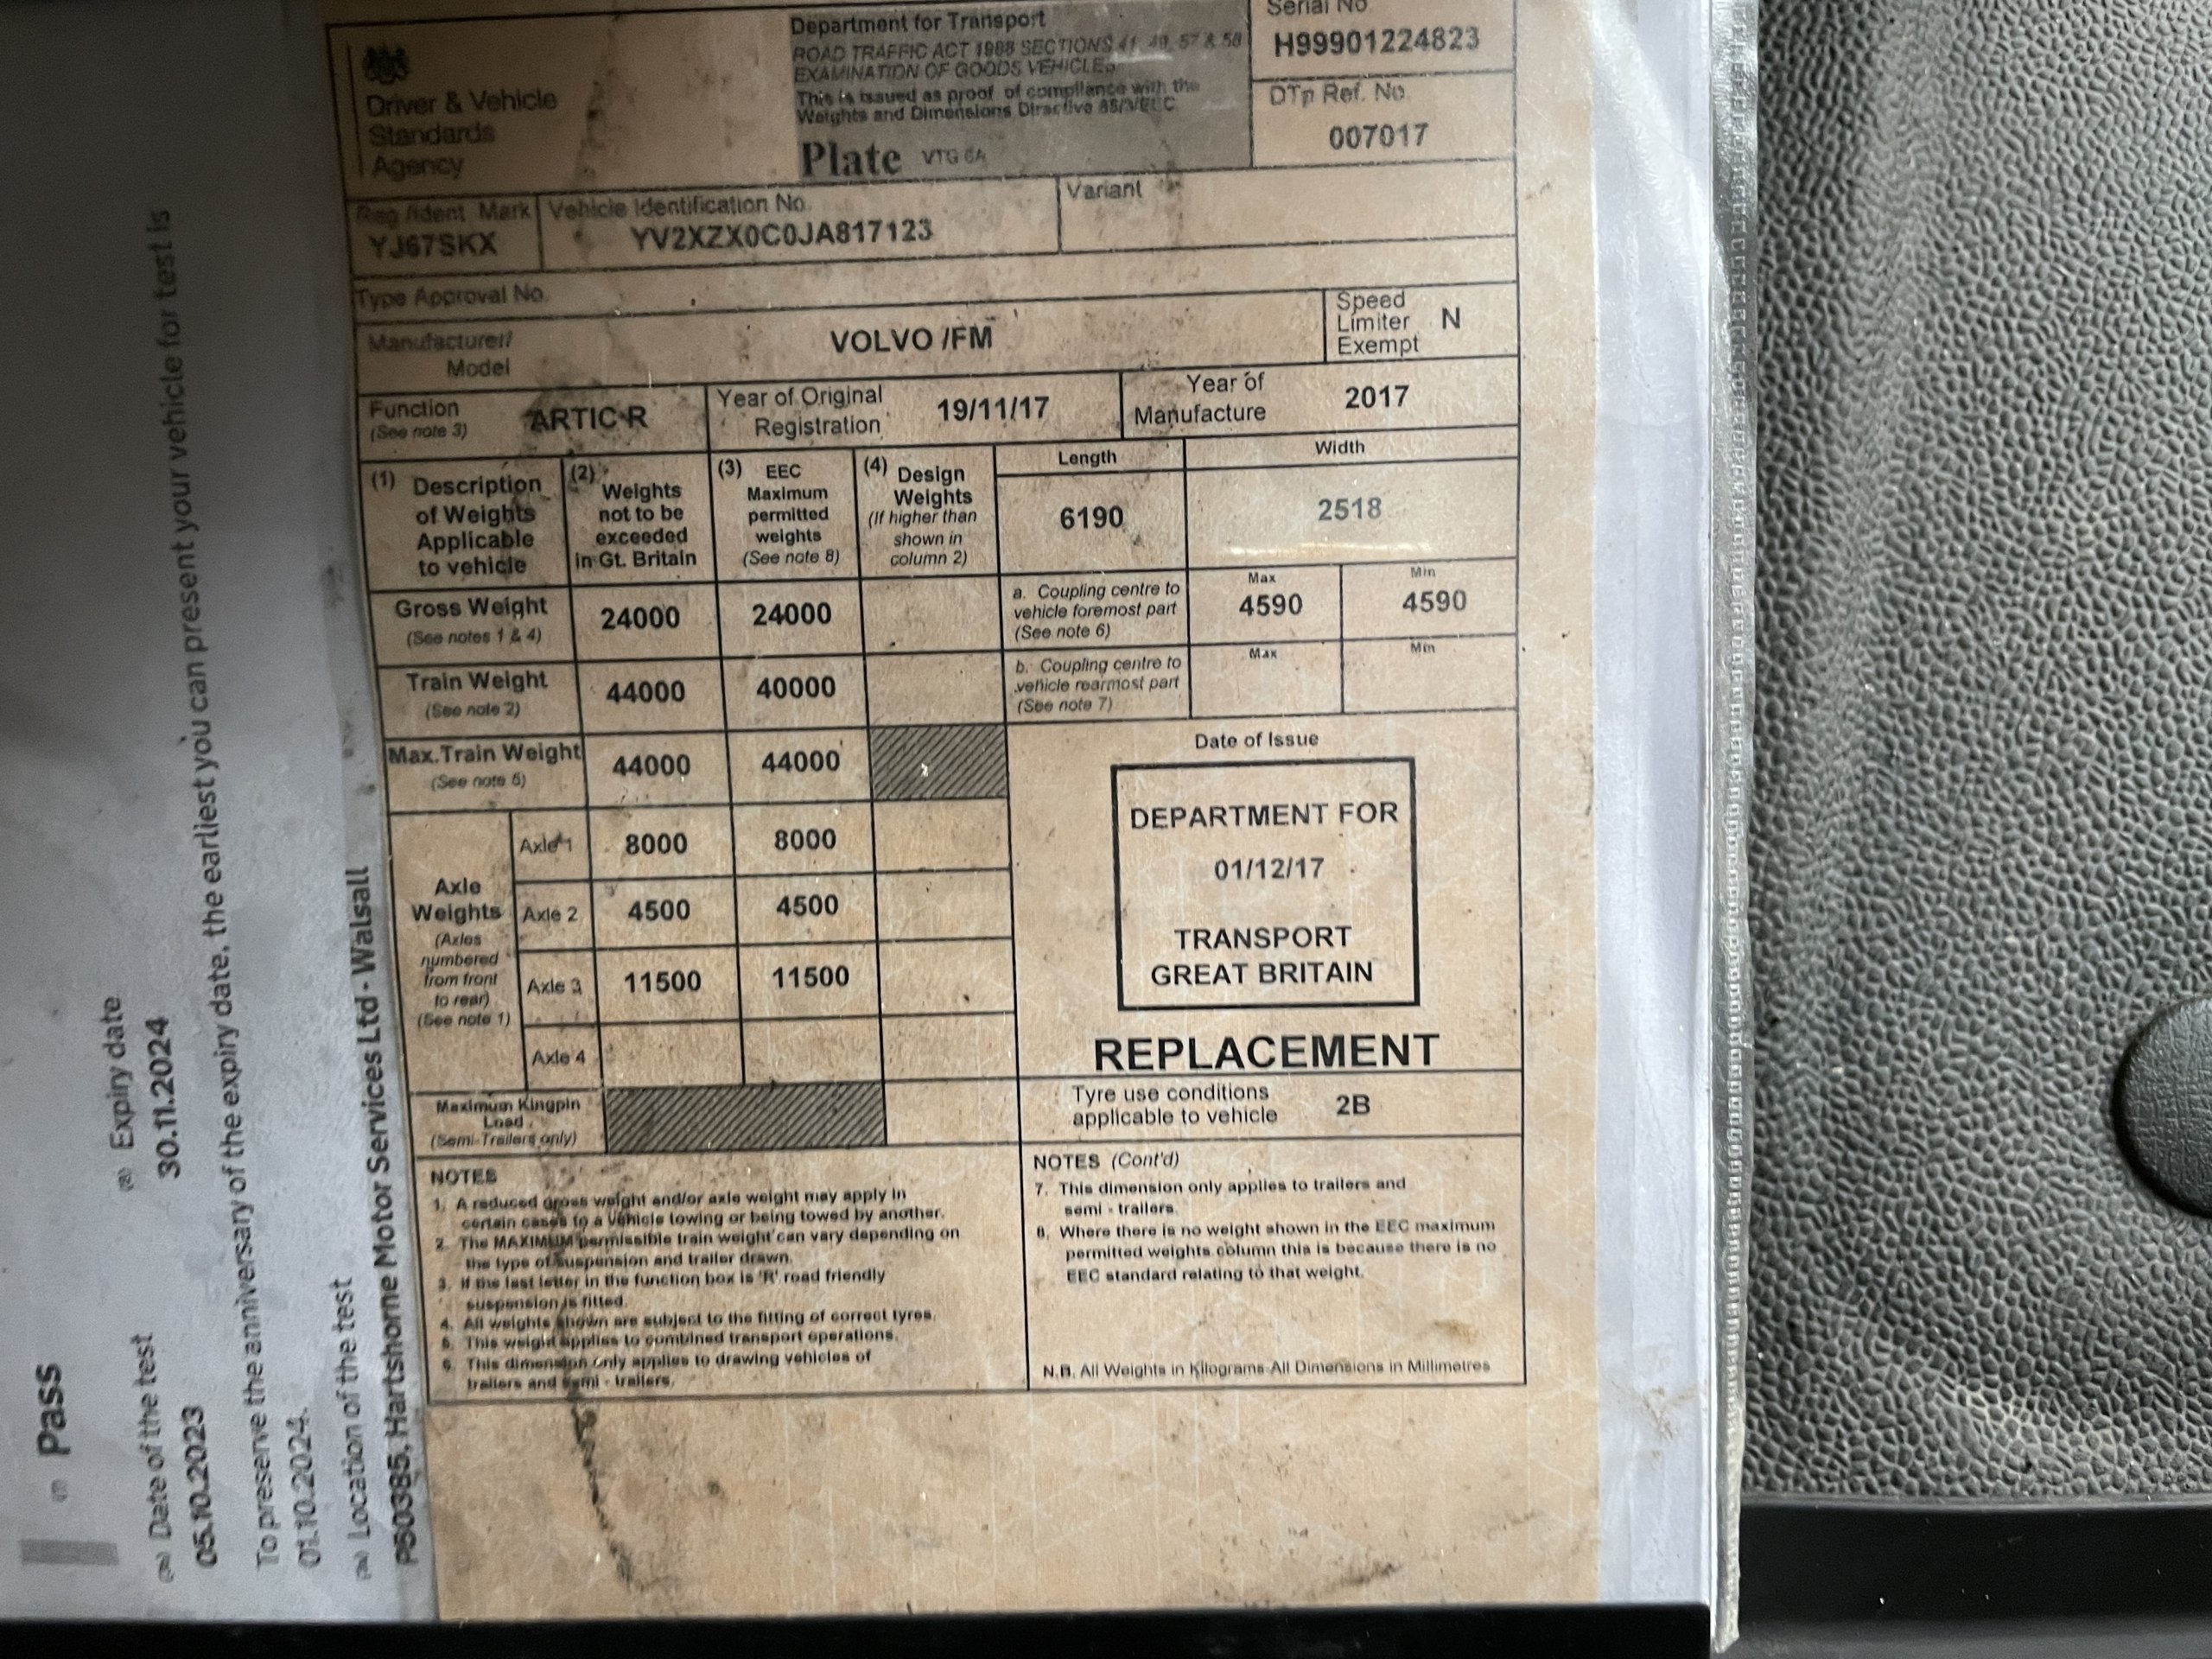 Driver & Vehicle
Standards
Agency
Department for Transport
ROAD TRAFFIC ACT 1988 SECTIONS 41, 49, 57 & 58
EXAMINATION OF GOODS VEHICLES
This is issued as proof of compliance with the
Weights and Dimensions Directive
Plate VTG 6A
Serial No
H99901224823
DTp Ref. No.
007017
Reg /Ident Mark
YJ67SKX
Vehicle Identification No.
YV2XZX0C0JA817123
Variant
Type Approval No.
Manufacturer/
Model
VOLVO /FM
Speed
Limiter
Exempt
N
Function
(See note 3)
ARTIC R
Year of Original
Registration
19/11/17
Year of
Manufacture
2017
(1) Description
of Weights
Applicable
to vehicle
(2) Weights
not to be
exceeded
in Gt. Britain
(3) EEC
Maximum
permitted
weights
(See note 8)
(4) Design
Weights
(If higher than
shown in
column 2)
Length
6190
Width
2518
Gross Weight
(See notes 1 & 4)
24000
24000
a. Coupling centre to
vehicle foremost part
(See note 6)
Max
4590
Min
4590
Train Weight
(See note 2)
44000
40000
b. Coupling centre to
vehicle rearmost part
(See note 7)
Max
Min
Max.Train Weight
(See note 5)
44000
44000
Axle
Weights
(Axles
numbered
from front
to rear)
(See note 1)
Axle 1
8000
8000
Axle 2
4500
4500
Axle 3
11500
11500
Axle 4
Date of Issue
DEPARTMENT FOR
01/12/17
TRANSPORT
GREAT BRITAIN
REPLACEMENT
Maximum Kingpin
Load
(Semi-Trailers only)
Tyre use conditions
applicable to vehicle
2B
NOTES
1. A reduced gross weight and/or axle weight may apply in
certain cases to a vehicle towing or being towed by another.
2. The MAXIMUM permissible train weight can vary depending on
the type of suspension and trailer drawn.
3. If the last letter in the function box is 'R' road friendly
suspension is fitted.
4. All weights shown are subject to the fitting of correct tyres.
5. This weight applies to combined transport operations.
6. This dimension only applies to drawing vehicles of
trailers and semi - trailers.
NOTES (Cont'd)
7. This dimension only applies to trailers and
semi - trailers.
8. Where there is no weight shown in the EEC maximum
permitted weights column this is because there is no
EEC standard relating to that weight.
N.B. All Weights in Kilograms All Dimensions in Millimetres
Pass
Date of the test
05.10.2023
Expiry date
30.11.2024
To preserve the anniversary of the expiry date, the earliest you can present your vehicle for test is
01.10.2024.
Location of the test
P50385, Hartshorne Motor Services Ltd - Walsall